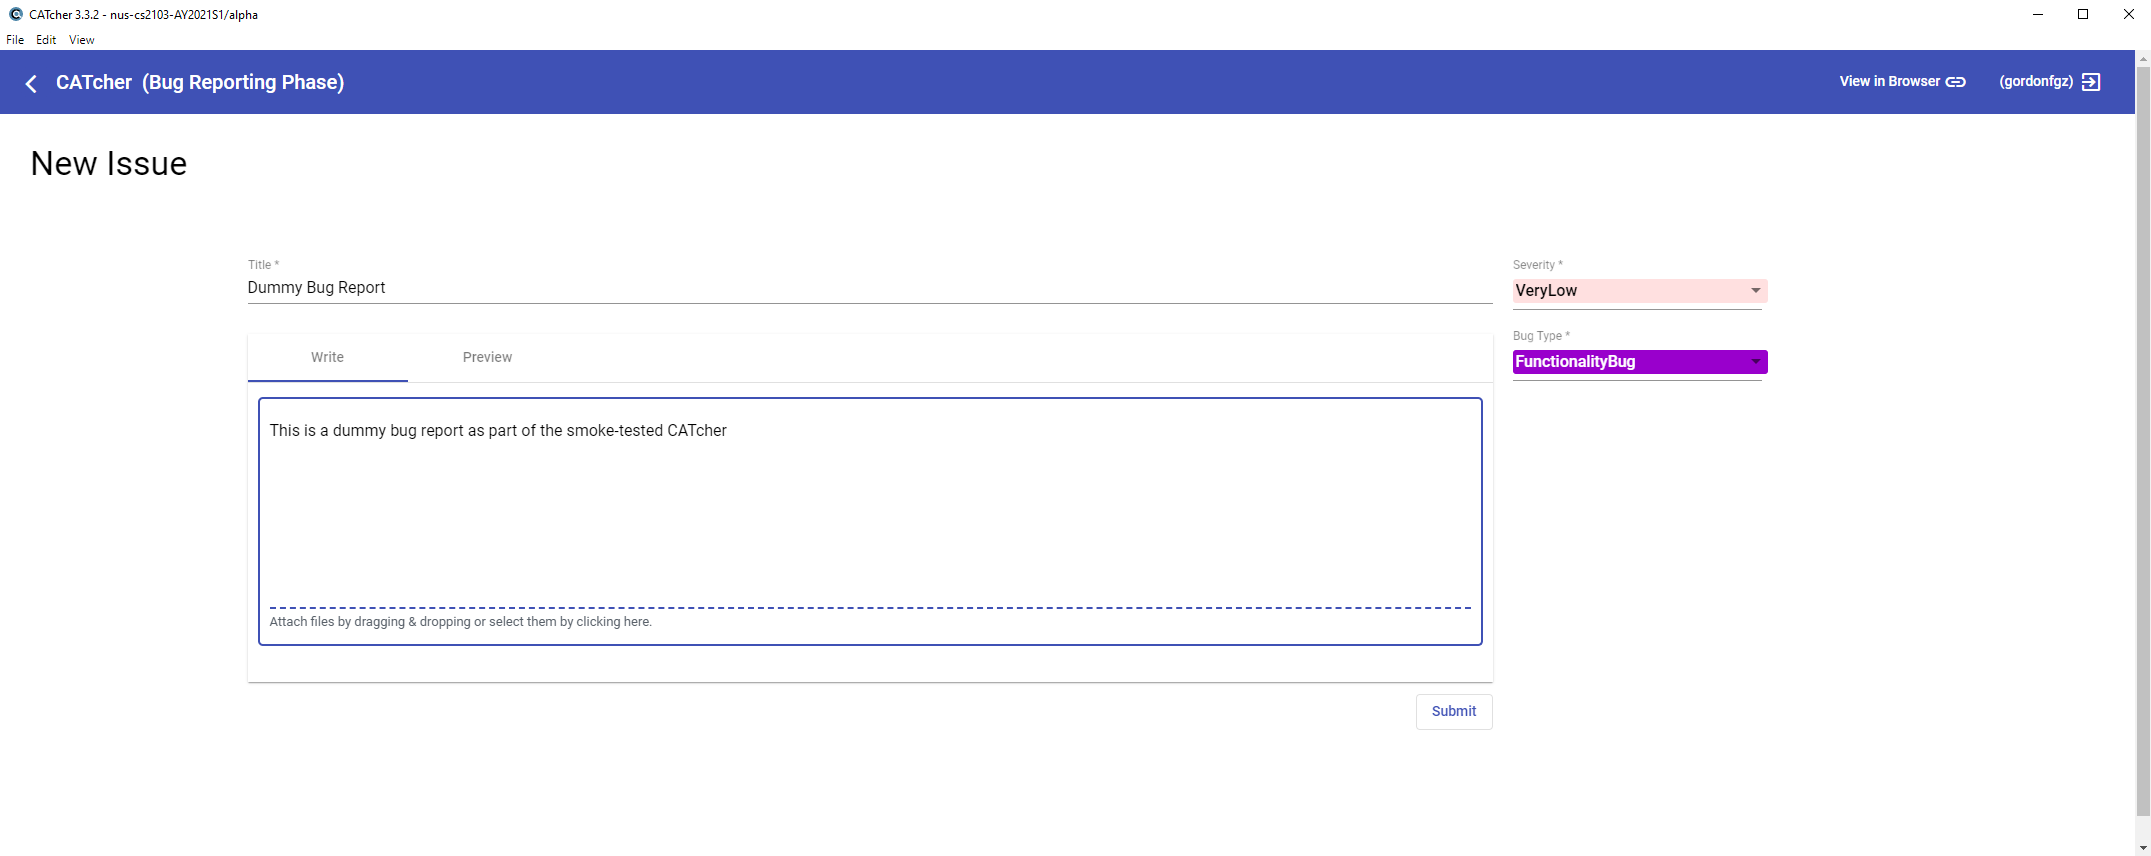 CATcher 3.3.2 - nus-cs2103-AY2021S1/alpha
File Edit View
CATcher (Bug Reporting Phase)
View in Browser
(gordonfgz)
New Issue
Title *
Dummy Bug Report
Severity *
VeryLow
Bug Type *
FunctionalityBug
Write Preview
This is a dummy bug report as part of the smoke-tested CATcher
Attach files by dragging & dropping or select them by clicking here.
Submit